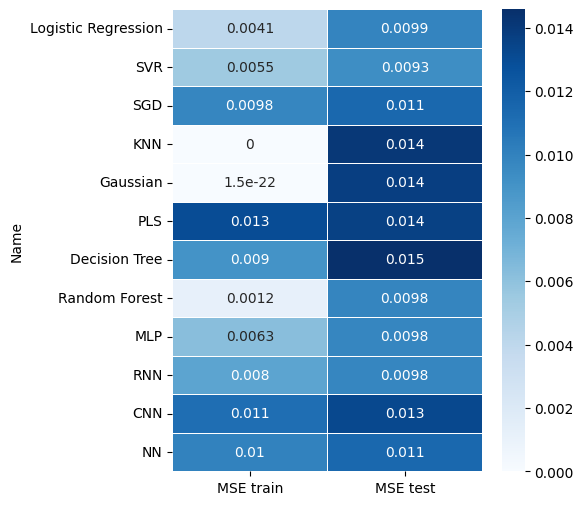 Name
Logistic Regression 0.0041 0.0099
SVR 0.0055 0.0093
SGD 0.0098 0.011
KNN 0 0.014
Gaussian 1.5e-22 0.014
PLS 0.013 0.014
Decision Tree 0.009 0.015
Random Forest 0.0012 0.0098
MLP 0.0063 0.0098
RNN 0.008 0.0098
CNN 0.011 0.013
NN 0.01 0.011
MSE train MSE test
0.014
0.012
0.010
0.008
0.006
0.004
0.002
0.000